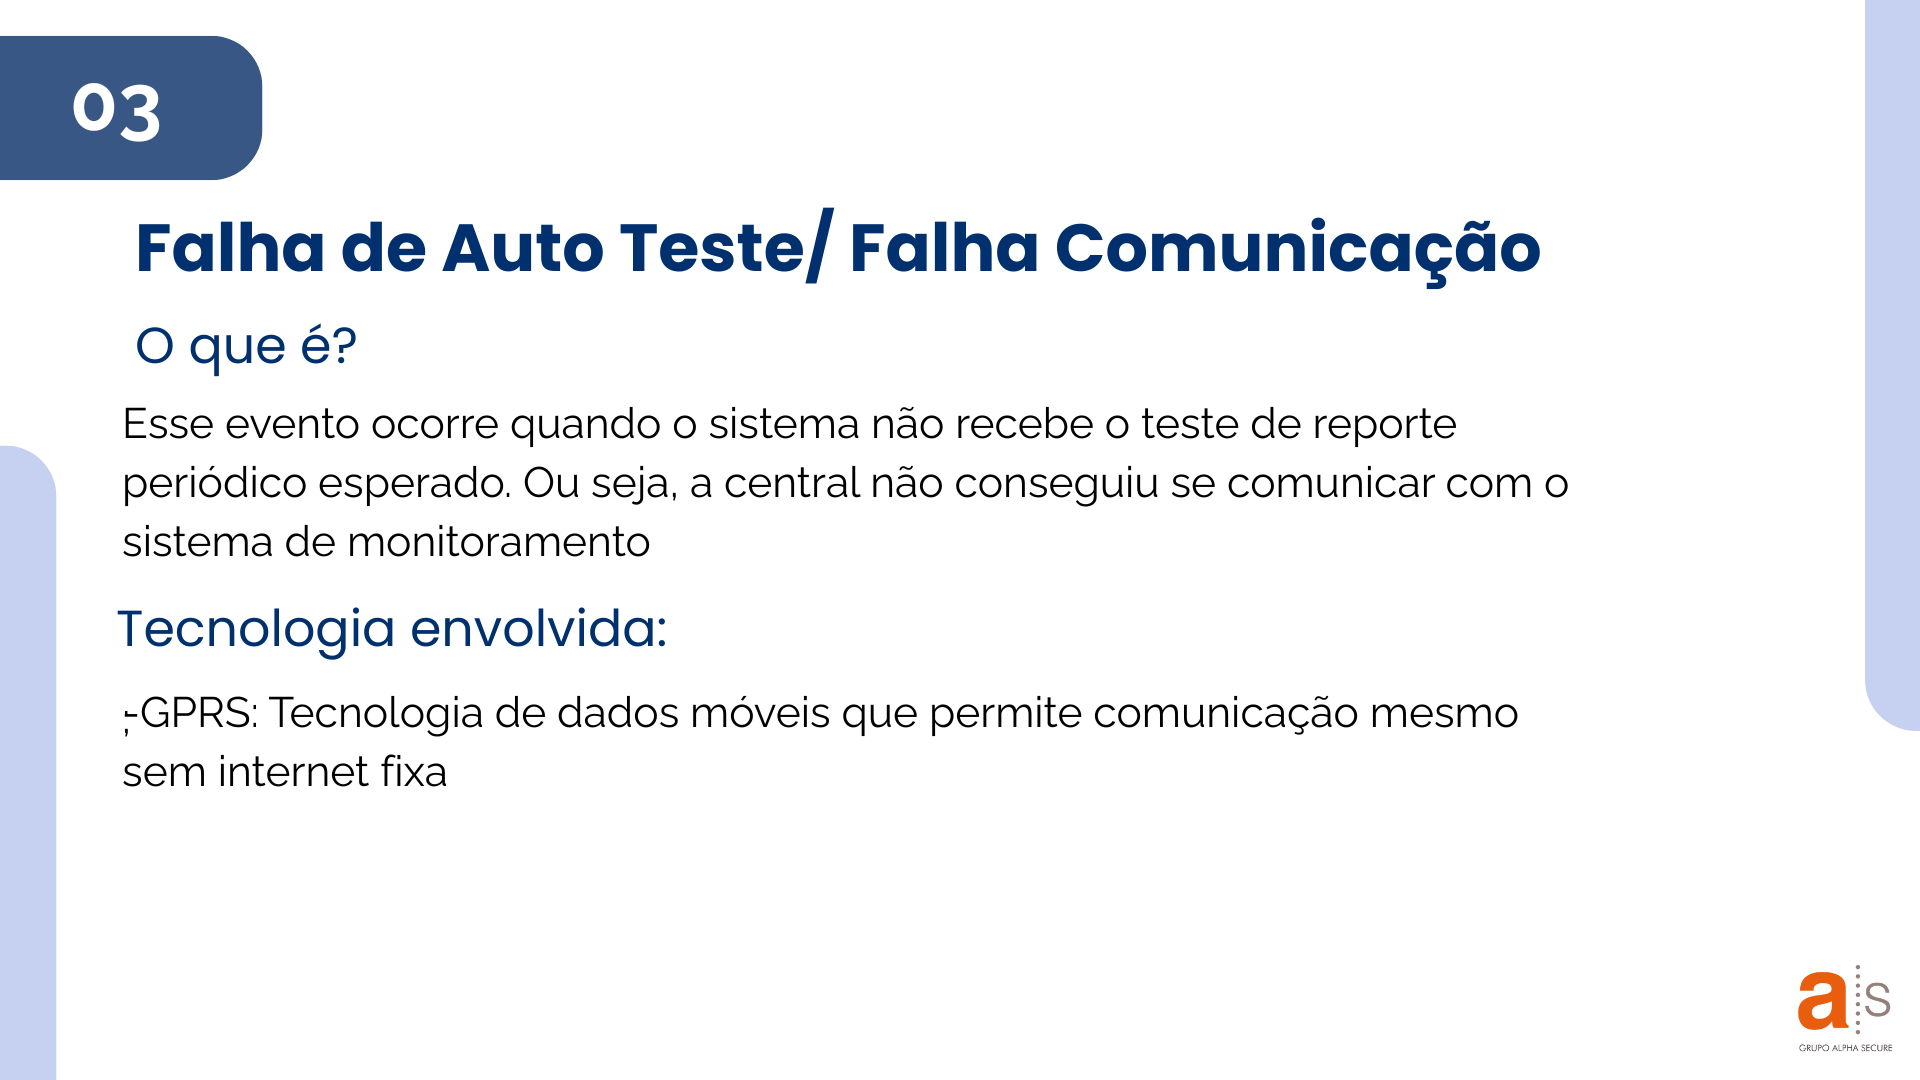 03
Falha de Auto Teste/ Falha Comunicação
O que é?
Esse evento ocorre quando o sistema não recebe o teste de reporte
periódico esperado. Ou seja, a central não conseguiu se comunicar com o
sistema de monitoramento
Tecnologia envolvida:
;-GPRS: Tecnologia de dados móveis que permite comunicação mesmo
sem internet fixa
a s
GRUPO ALPHA SECURE